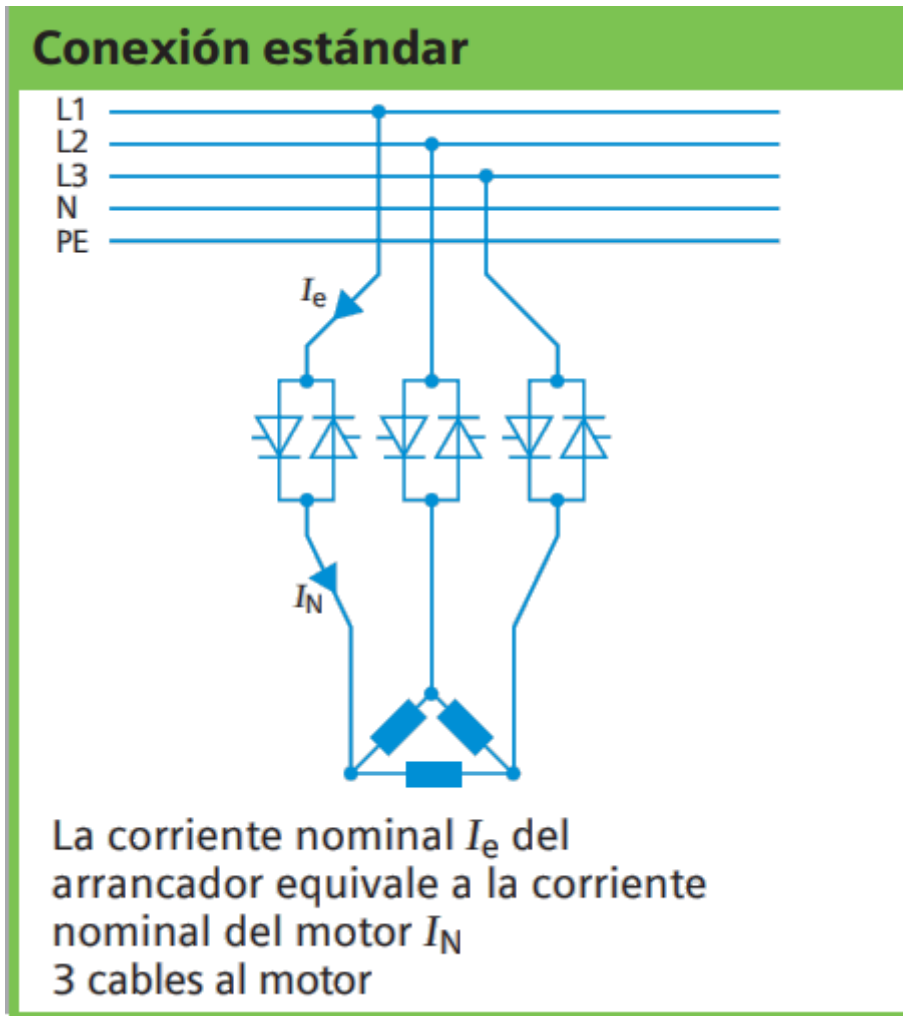 Conexión estándar
L1
L2
L3
N
PE
Ie
IN
La corriente nominal Ie del
arrancador equivale a la corriente
nominal del motor IN
3 cables al motor